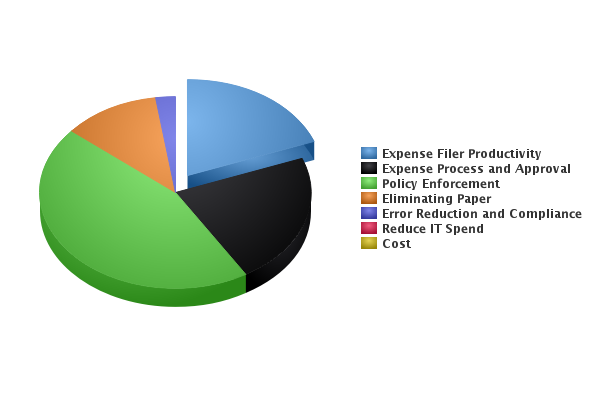 Expense Filer Productivity
Expense Process and Approval
Policy Enforcement
Eliminating Paper
Error Reduction and Compliance
Reduce IT Spend
Cost